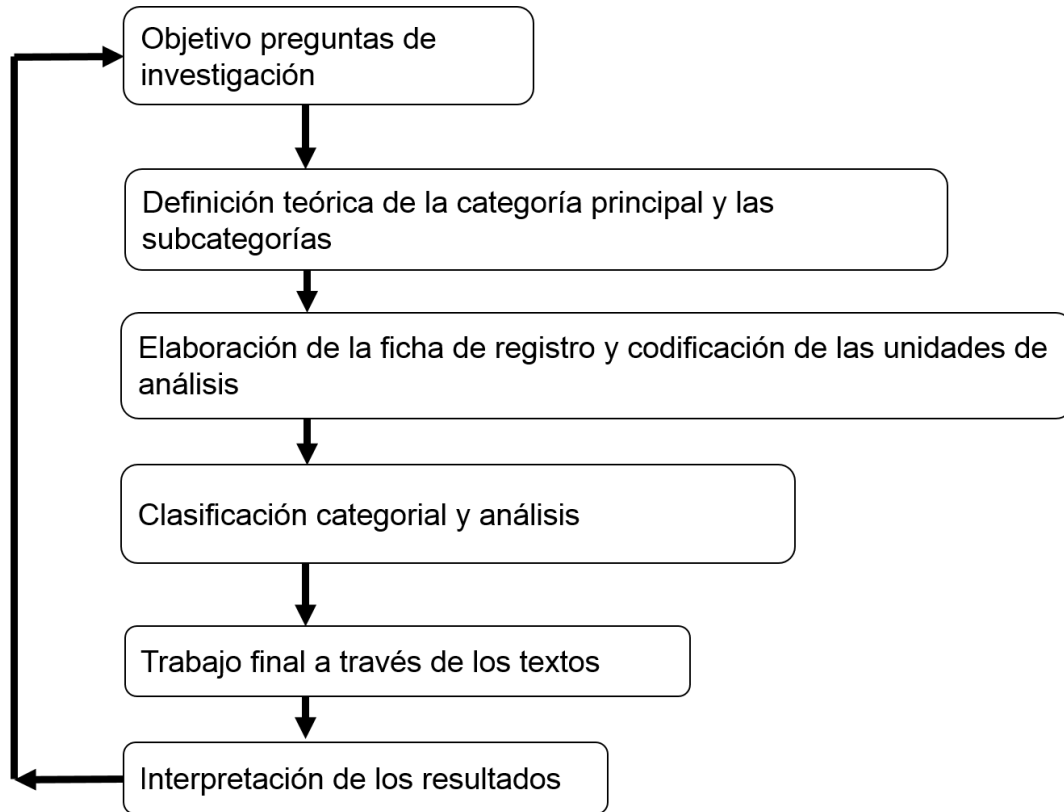 Objetivo preguntas de
investigación
Definición teórica de la categoría principal y las
subcategorías
Elaboración de la ficha de registro y codificación de las unidades de
análisis
Clasificación categorial y análisis
Trabajo final a través de los textos
Interpretación de los resultados